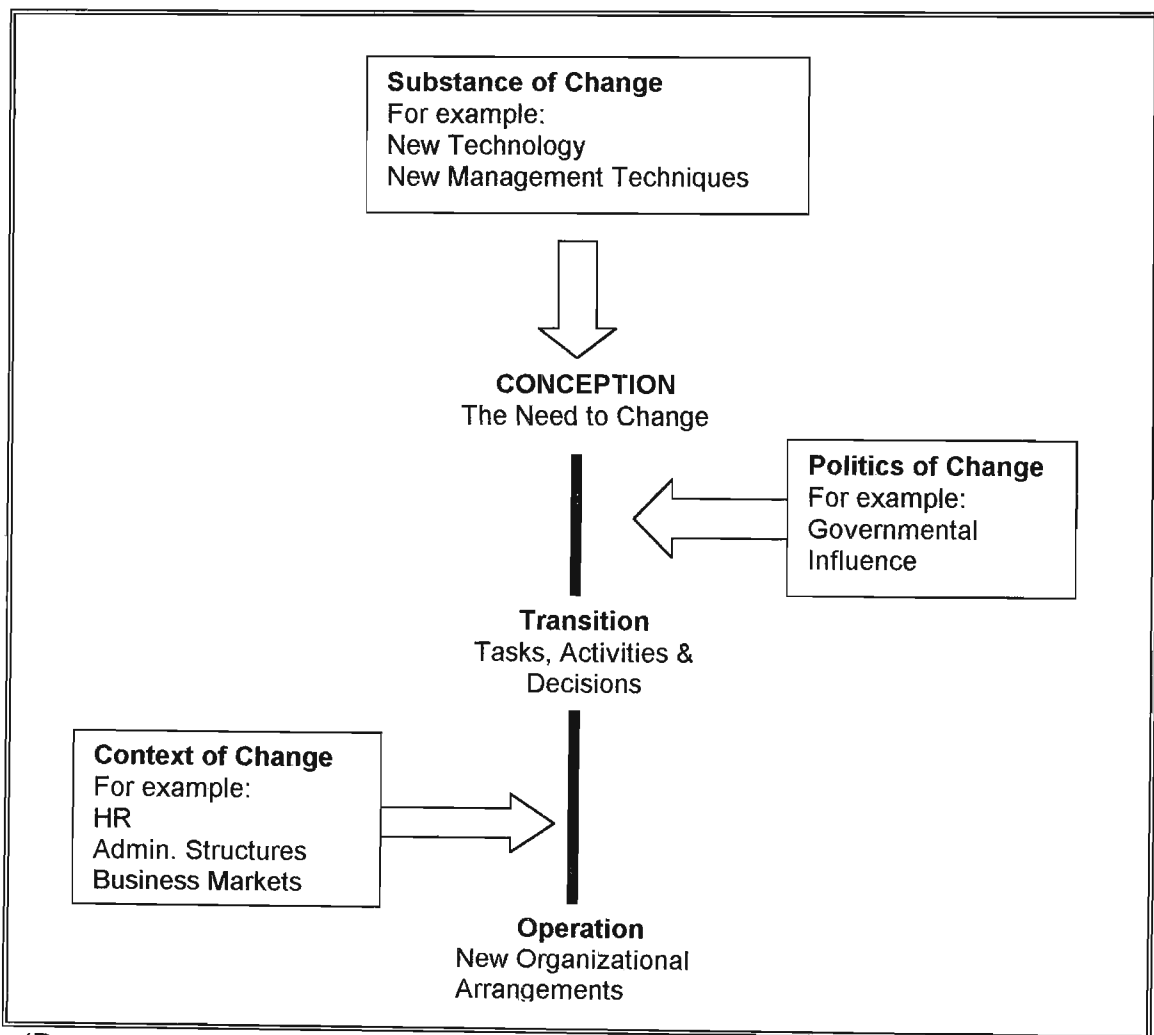 Substance of Change
For example:
New Technology
New Management Techniques
CONCEPTION
The Need to Change
Politics of Change
For example:
Governmental
Influence
Transition
Tasks, Activities &
Decisions
Context of Change
For example:
HR
Admin. Structures
Business Markets
Operation
New Organizational
Arrangements